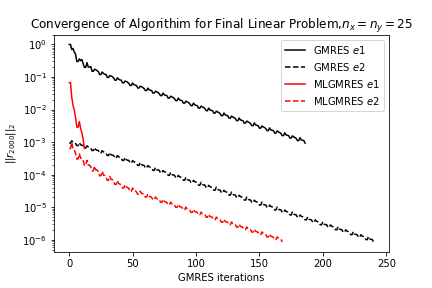 Convergence of Algorithim for Final Linear Problem,$n_x = n_y = 25$
GMRES e1
GMRES e2
MLGMRES e1
MLGMRES e2
$||r_{2000}||_2$
$10^0$
$10^{-1}$
$10^{-2}$
$10^{-3}$
$10^{-4}$
$10^{-5}$
$10^{-6}$
0 50 100 150 200 250
GMRES iterations